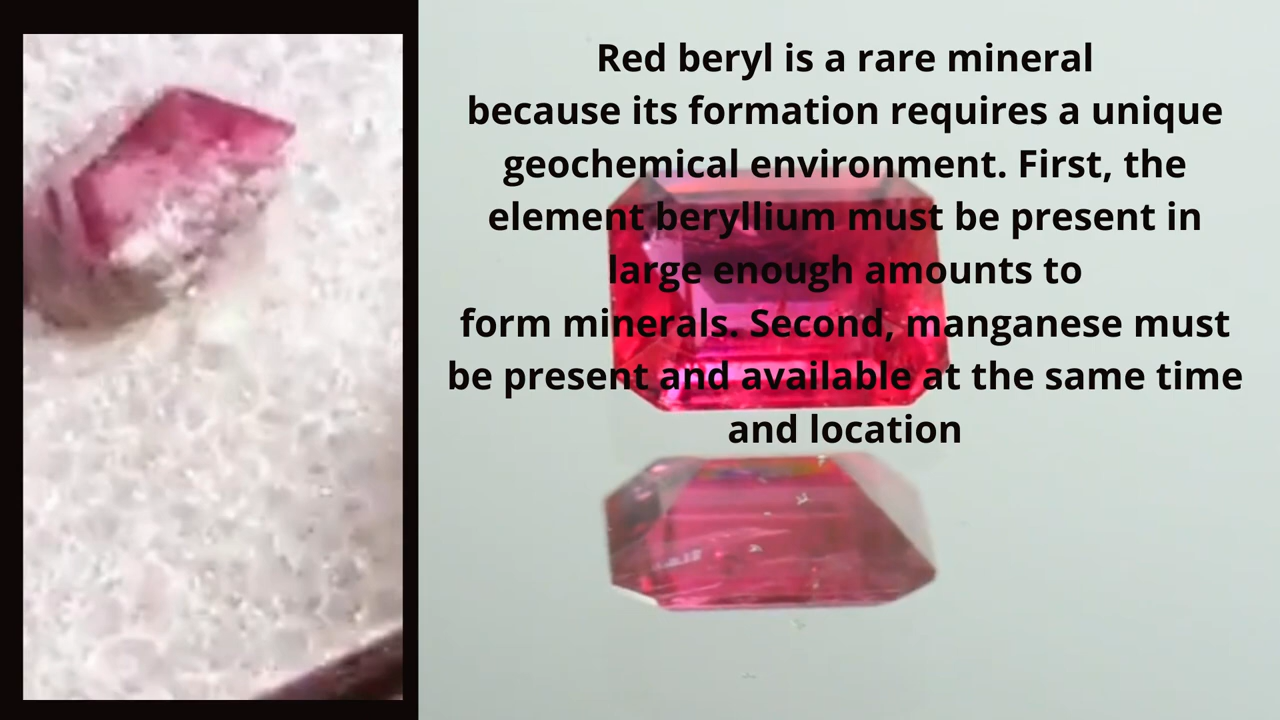 Red beryl is a rare mineral
because its formation requires a unique
geochemical environment. First, the
element beryllium must be present in
large enough amounts to
form minerals. Second, manganese must
be present and available at the same time
and location